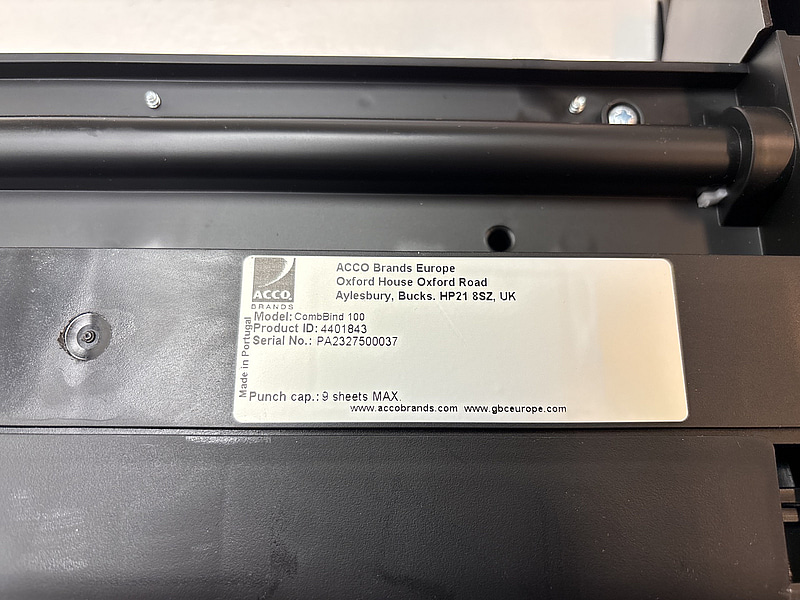 ACCO
BRANDS
ACCO Brands Europe
Oxford House Oxford Road
Aylesbury, Bucks. HP21 8SZ, UK
Made in Portugal
Model: CombBind 100
Product ID: 4401843
Serial No.: PA2327500037
Punch cap.: 9 sheets MAX.
www.accobrands.com www.gbceurope.com